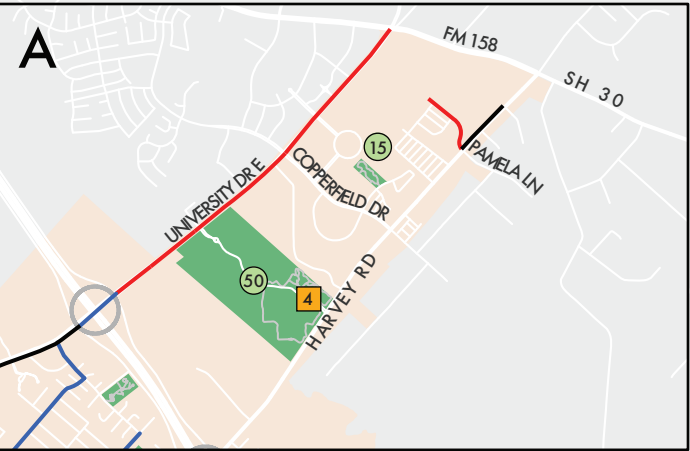 A
FM 158
SH 30
15
PAMELA LN
COPPERFIELD DR
UNIVERSITY DR E
50
4
HARVEY RD